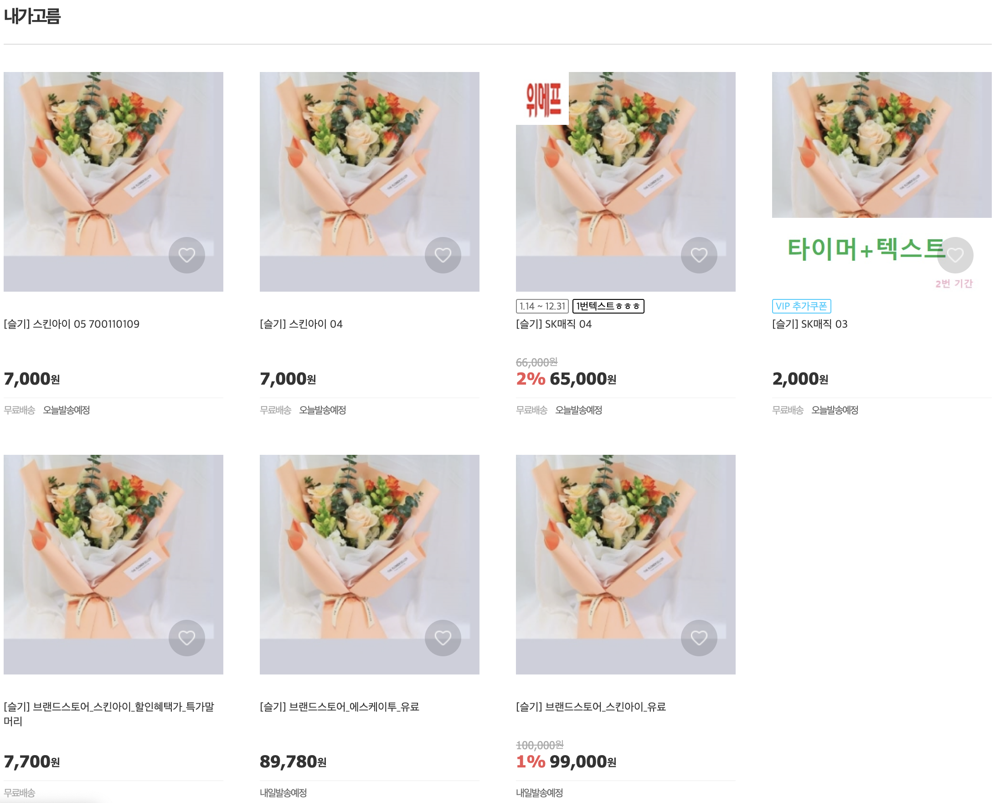 내가고름
위메프
타이머+텍스트
2번 기간
[슬기] 스킨아이 05 700110109
7,000원
무료배송 오늘발송예정
[슬기] 스킨아이 04
7,000원
무료배송 오늘발송예정
1.14 ~ 12.31 1번텍스트ㅎㅎㅎ
[슬기] SK매직 04
66,000원
2% 65,000원
무료배송 오늘발송예정
VIP 추가쿠폰
[슬기] SK매직 03
2,000원
무료배송 오늘발송예정
[슬기] 브랜드스토어_스킨아이_할인혜택가_특가말
머리
7,700원
무료배송
[슬기] 브랜드스토어_에스케이투_유료
89,780원
내일발송예정
[슬기] 브랜드스토어_스킨아이_유료
100,000원
1% 99,000원
내일발송예정